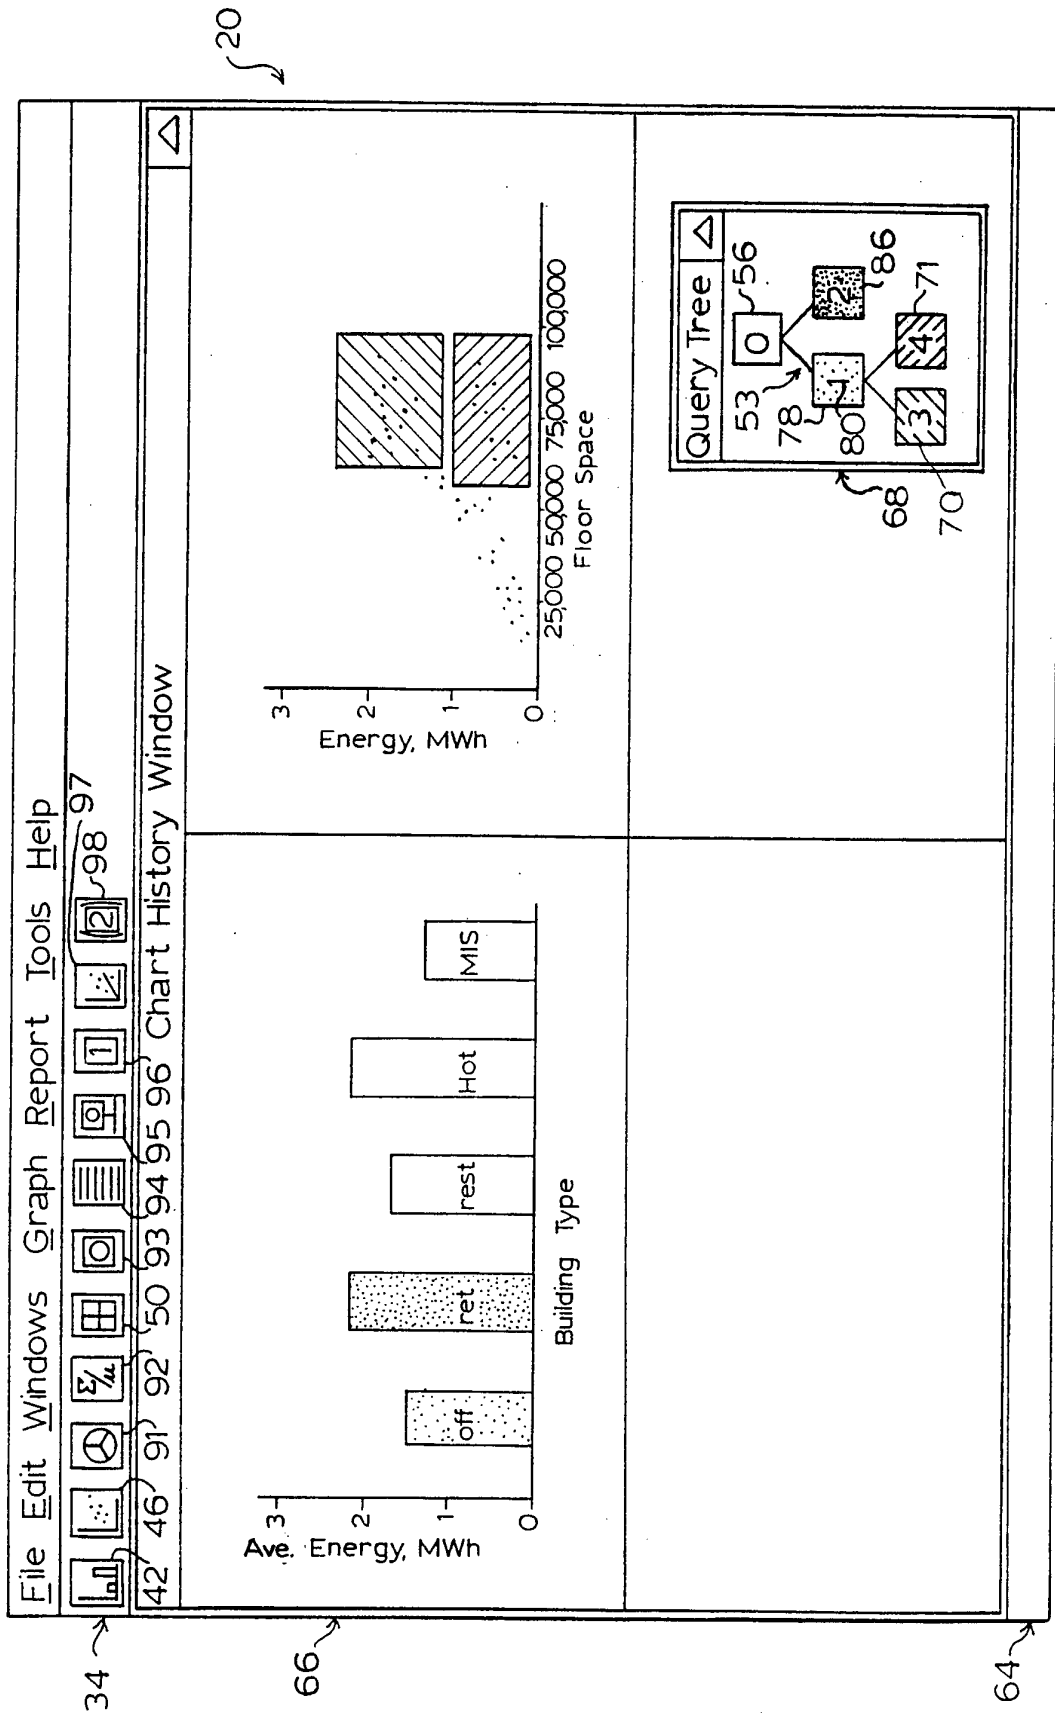 20
File Edit Windows Graph Report Tools Help
34
97
Σ/μ 1 2 98
42 46 91 92 50 93 94 95 96 Chart History Window
66
Ave. Energy, MWh
3
2
1
0
off ret rest Hot MIS
Building Type
Energy, MWh
3
2
1
0
25,000 50,000 75,000 100,000
Floor Space
Query Tree
0 56
53
78 1 2
80 86
3 4 71
68
70
64